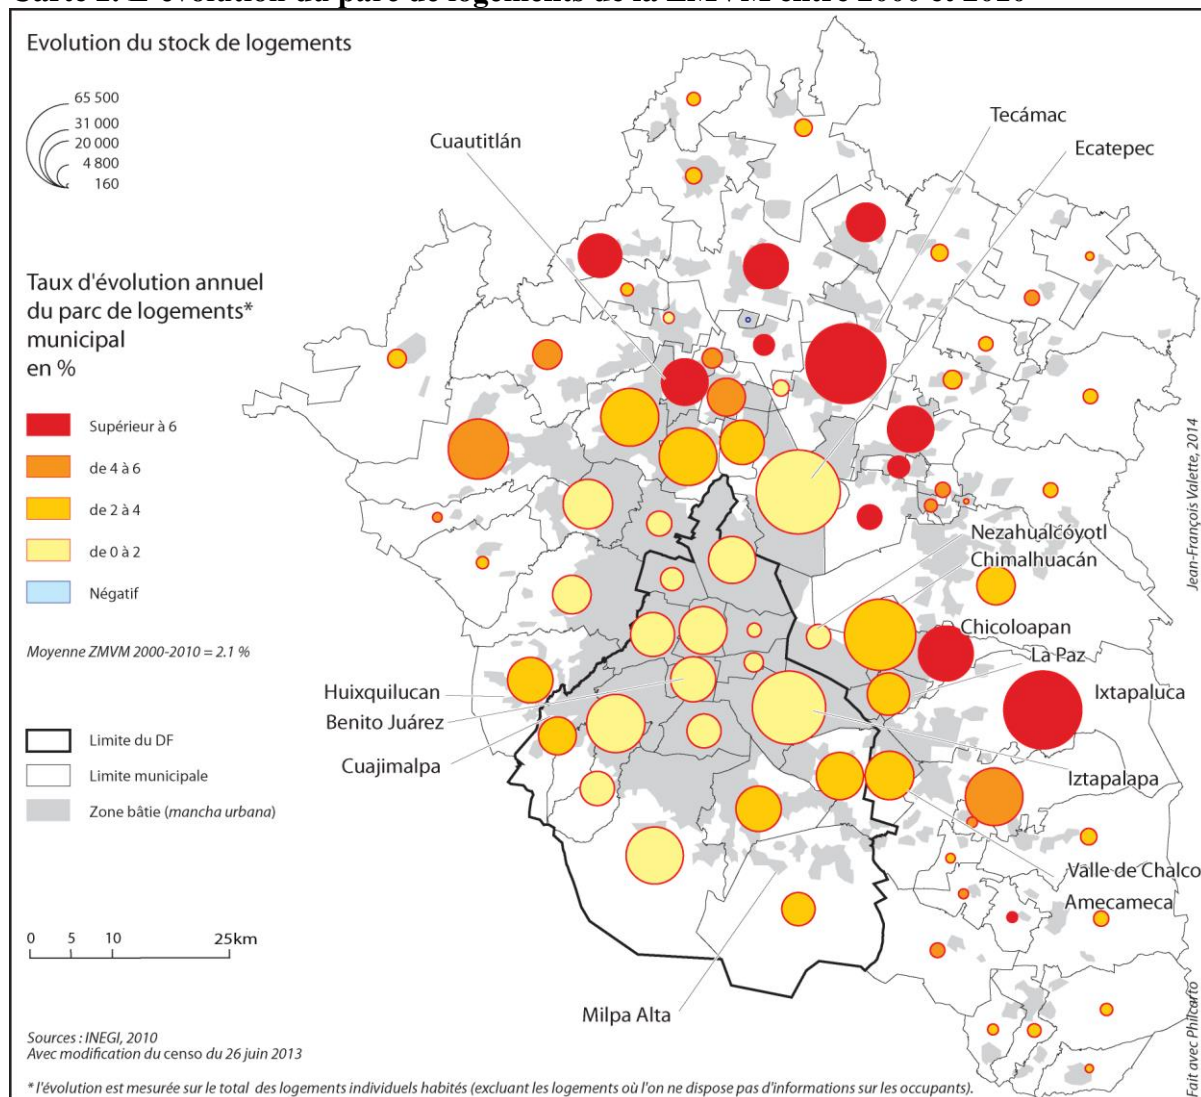 Carte 2. L'évolution du parc de logements de la ZMVM entre 2000 et 2010
Evolution du stock de logements
65 500
31 000
20 000
4 800
160
Taux d'évolution annuel
du parc de logements*
municipal
en %
Supérieur à 6
de 4 à 6
de 2 à 4
de 0 à 2
Négatif
Moyenne ZMVM 2000-2010 = 2.1 %
Limite du DF
Limite municipale
Zone bâtie (mancha urbana)
0 5 10 25km
Cuautitlán
Tecámac
Ecatepec
Nezahualcóyotl
Chimalhuacán
Chicoloapan
La Paz
Ixtapaluca
Huixquilucan
Benito Juárez
Cuajimalpa
Iztapalapa
Valle de Chalco
Amecameca
Milpa Alta
Jean-François Valette, 2014
Fait avec Philcarto
Sources : INEGI, 2010
Avec modification du censo du 26 juin 2013
* l'évolution est mesurée sur le total des logements individuels habités (excluant les logements où l'on ne dispose pas d'informations sur les occupants).